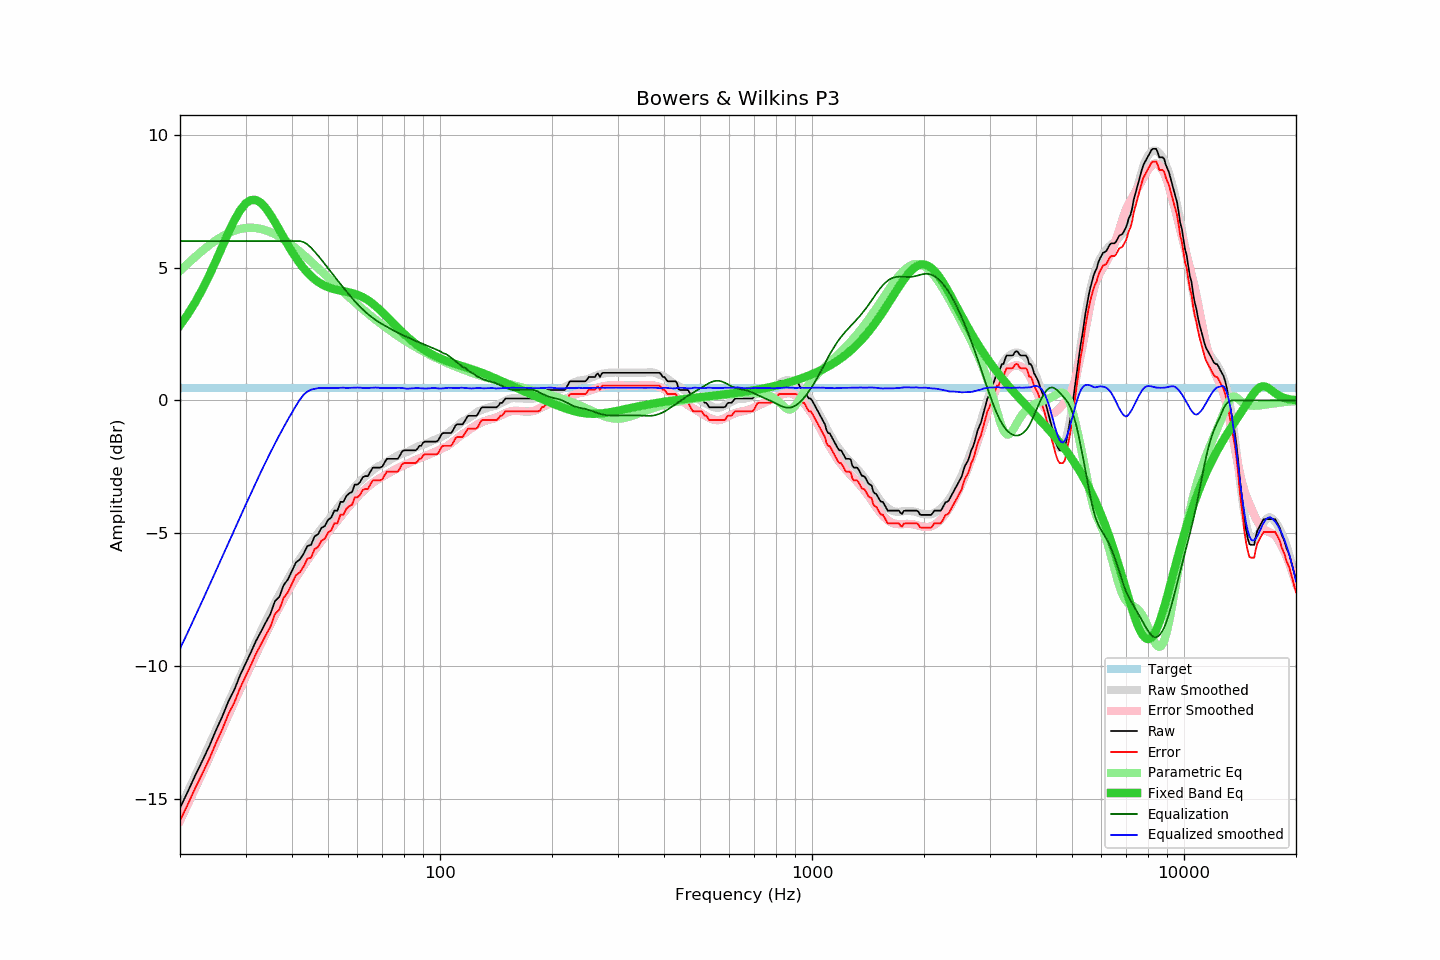 Bowers & Wilkins P3
10
5
0
−5
−10
−15
Amplitude (dBr)
100
1000
10000
Frequency (Hz)
Target
Raw Smoothed
Error Smoothed
Raw
Error
Parametric Eq
Fixed Band Eq
Equalization
Equalized smoothed